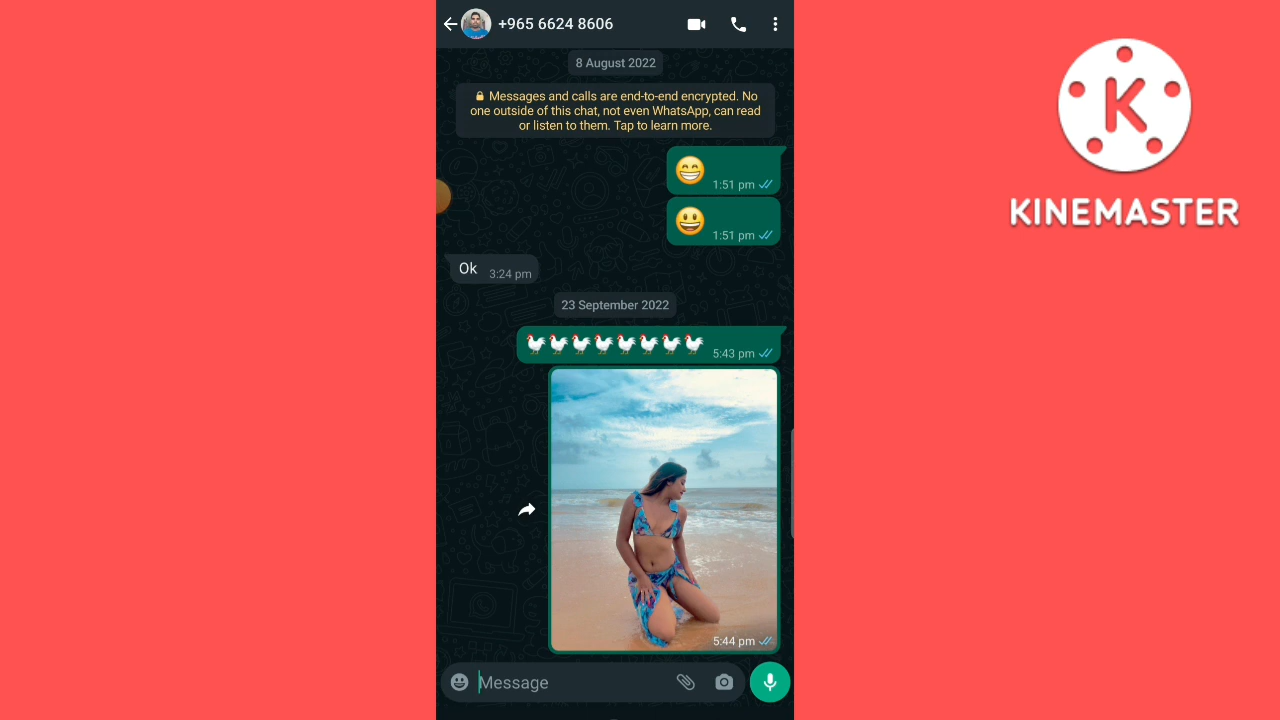 +965 6624 8606
8 August 2022
Messages and calls are end-to-end encrypted. No
one outside of this chat, not even WhatsApp, can read
or listen to them. Tap to learn more.
1:51 pm
1:51 pm
Ok 3:24 pm
23 September 2022
5:43 pm
5:44 pm
Message
K
KINEMASTER